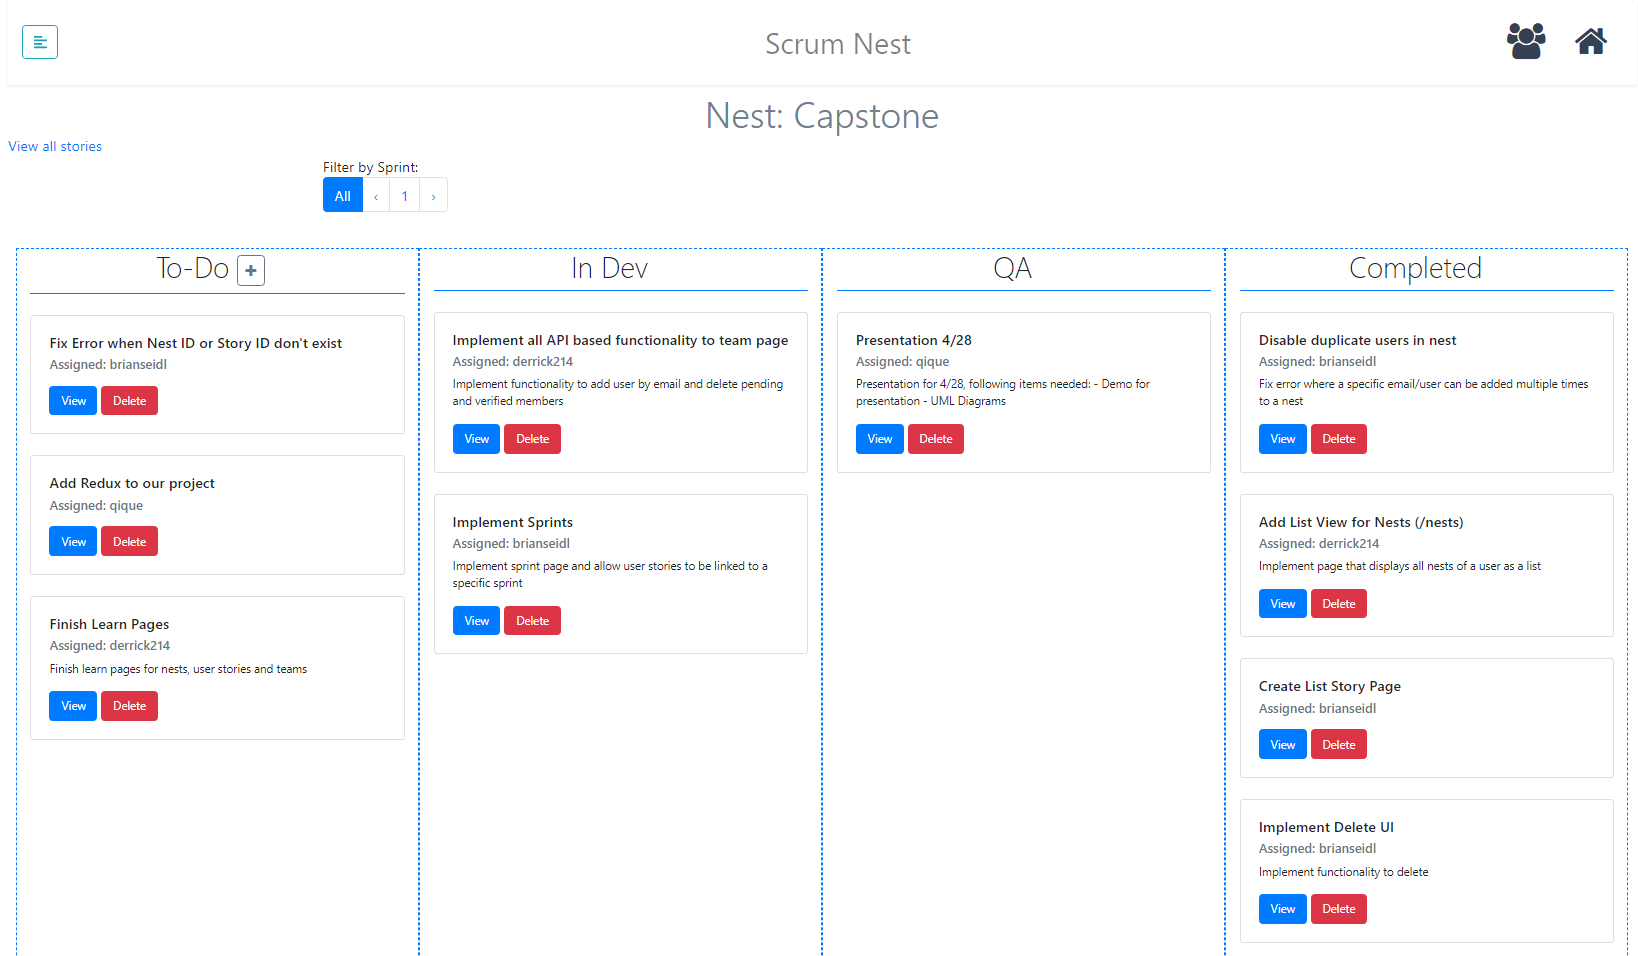 Scrum Nest
Nest: Capstone
View all stories
Filter by Sprint:
All ‹ 1 ›
To-Do +
Fix Error when Nest ID or Story ID don't exist
Assigned: brianseidl
View Delete
Add Redux to our project
Assigned: qique
View Delete
Finish Learn Pages
Assigned: derrick214
Finish learn pages for nests, user stories and teams
View Delete
In Dev
Implement all API based functionality to team page
Assigned: derrick214
Implement functionality to add user by email and delete pending
and verified members
View Delete
Implement Sprints
Assigned: brianseidl
Implement sprint page and allow user stories to be linked to a
specific sprint
View Delete
QA
Presentation 4/28
Assigned: qique
Presentation for 4/28, following items needed: - Demo for
presentation - UML Diagrams
View Delete
Completed
Disable duplicate users in nest
Assigned: brianseidl
Fix error where a specific email/user can be added multiple times
to a nest
View Delete
Add List View for Nests (/nests)
Assigned: derrick214
Implement page that displays all nests of a user as a list
View Delete
Create List Story Page
Assigned: brianseidl
View Delete
Implement Delete UI
Assigned: brianseidl
Implement functionality to delete
View Delete